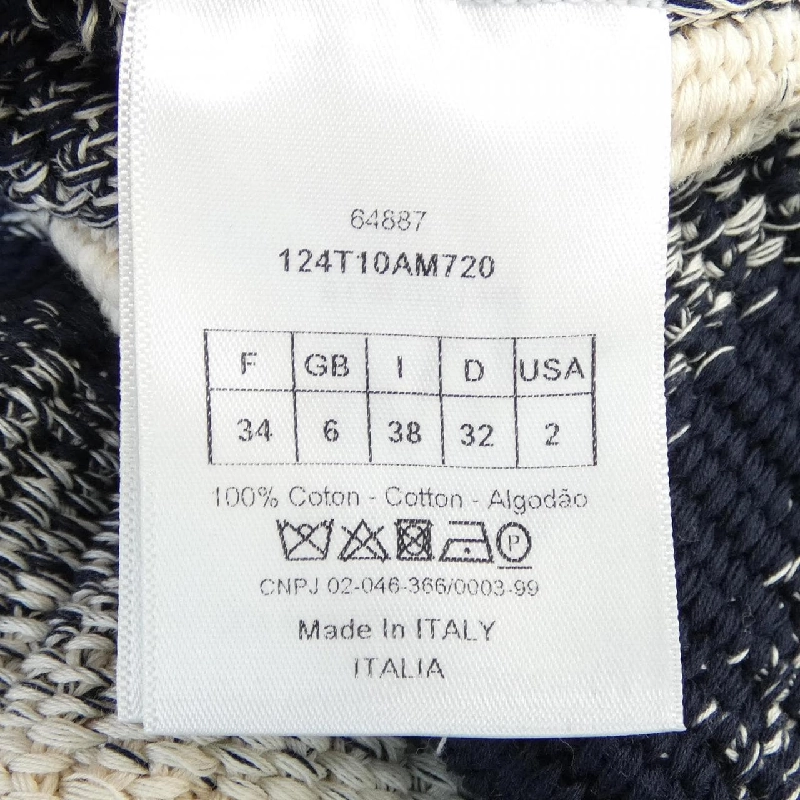 64887
124T10AM720
F GB I D USA
34 6 38 32 2
100% Coton - Cotton - Algodão
P
CNPJ 02-046-366/0003-99
Made In ITALY
ITALIA